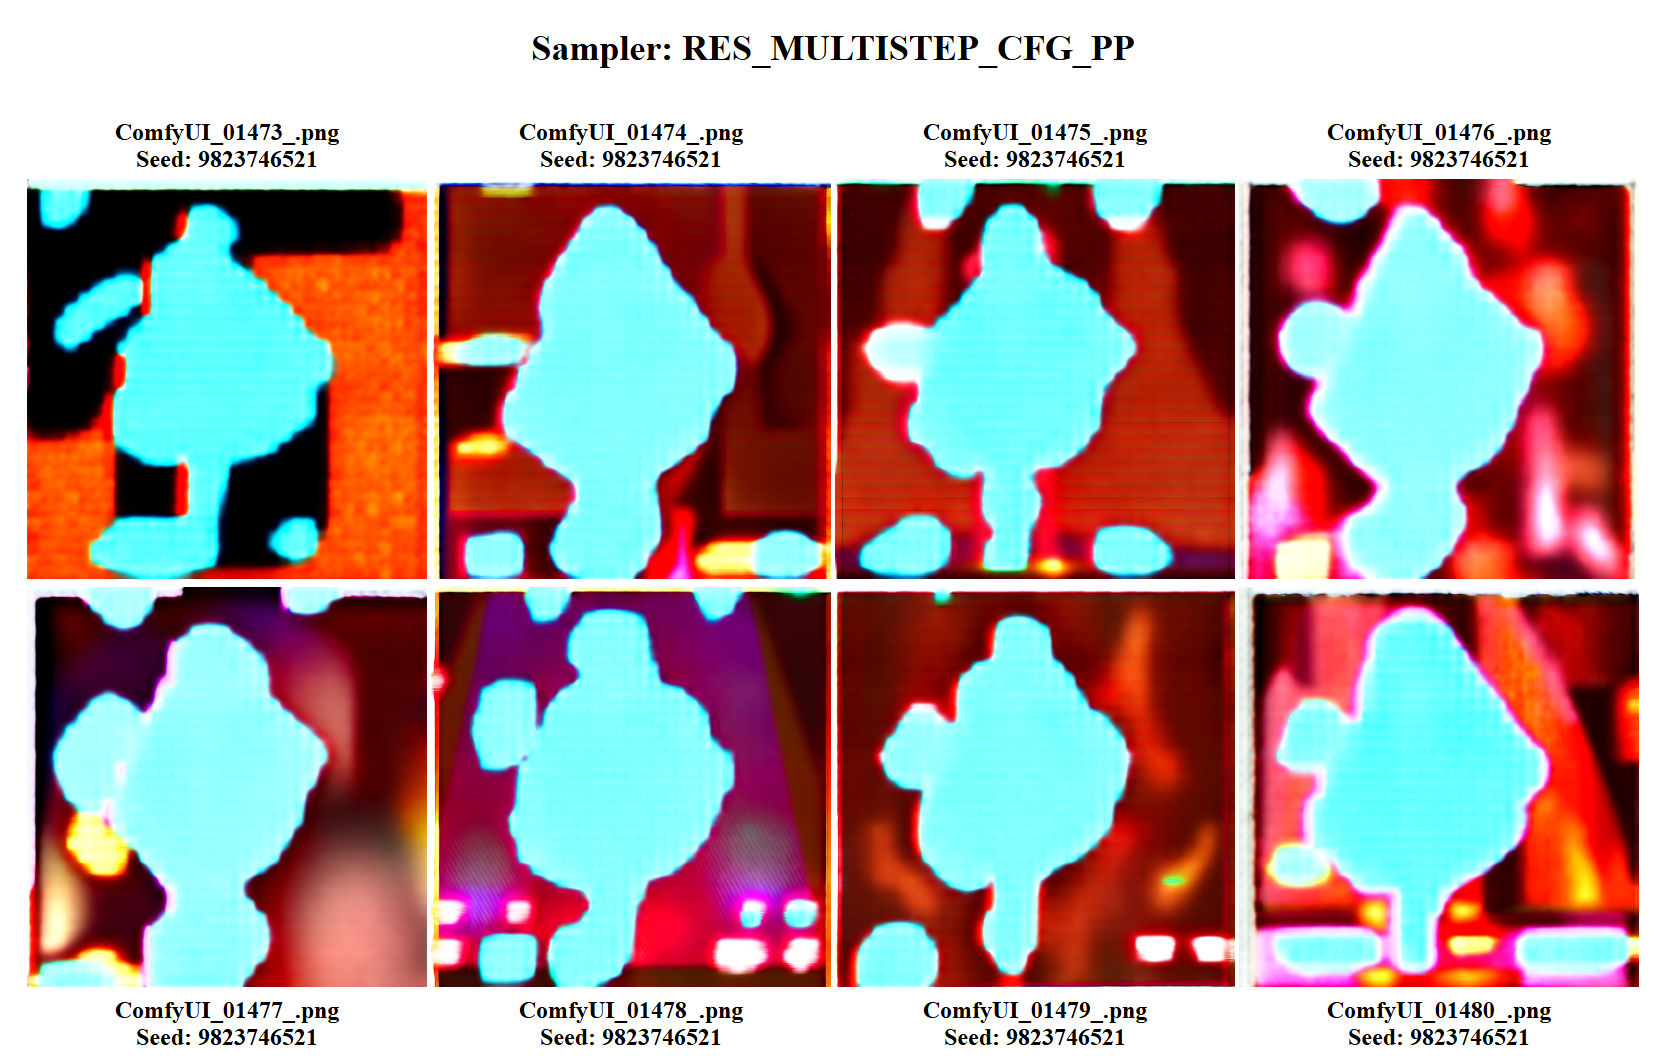 Sampler: RES_MULTISTEP_CFG_PP
ComfyUI_01473_.png
Seed: 9823746521
ComfyUI_01474_.png
Seed: 9823746521
ComfyUI_01475_.png
Seed: 9823746521
ComfyUI_01476_.png
Seed: 9823746521
ComfyUI_01477_.png
Seed: 9823746521
ComfyUI_01478_.png
Seed: 9823746521
ComfyUI_01479_.png
Seed: 9823746521
ComfyUI_01480_.png
Seed: 9823746521